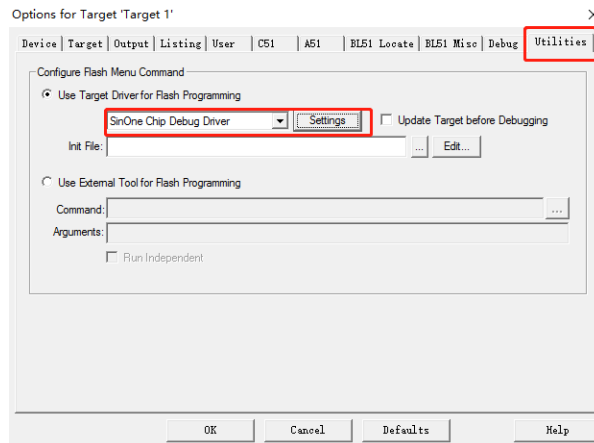 Options for Target 'Target 1'
Device Target Output Listing User C51 A51 BL51 Locate BL51 Misc Debug Utilities
Configure Flash Menu Command
Use Target Driver for Flash Programming
SinOne Chip Debug Driver Settings Update Target before Debugging
Init File: ... Edit...
Use External Tool for Flash Programming
Command: ...
Arguments:
Run Independent
OK Cancel Defaults Help